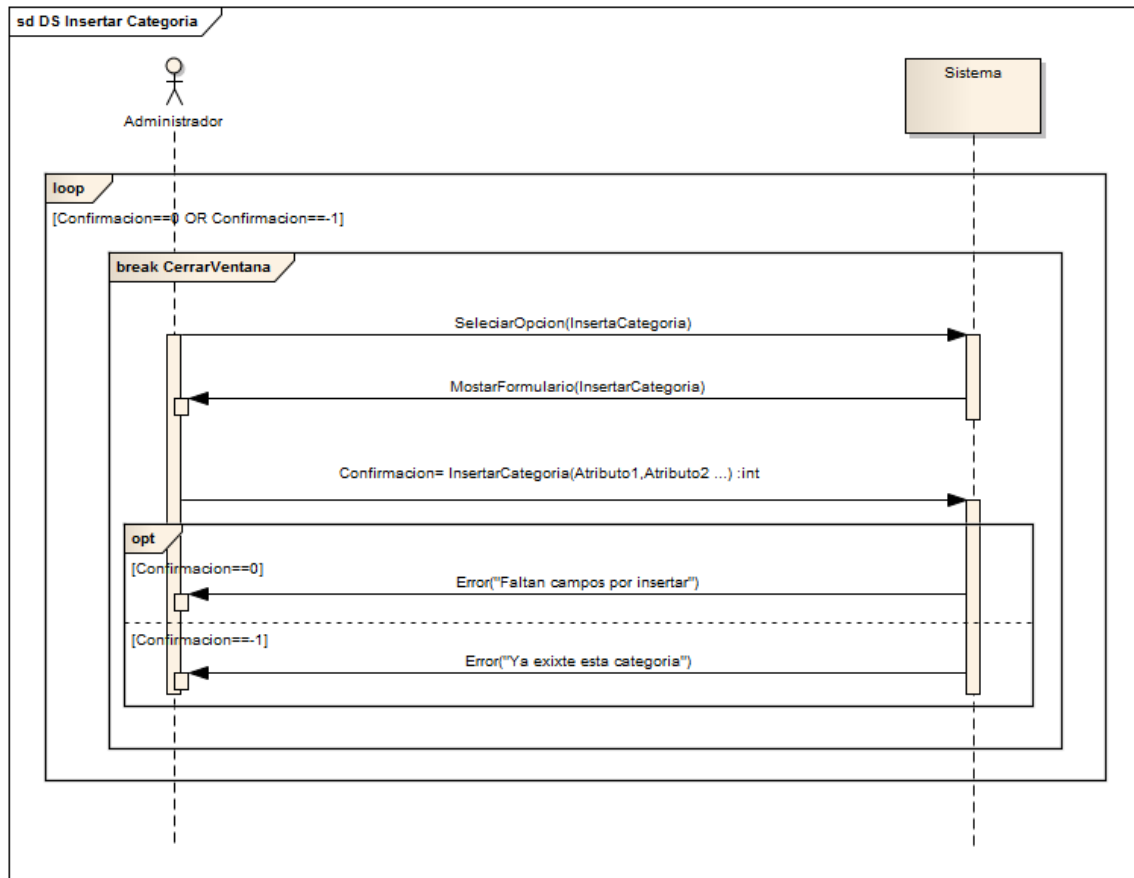 sd DS Insertar Categoria
Sistema
Administrador
loop
[Confirmacion==0 OR Confirmacion==-1]
break CerrarVentana
SeleciarOpcion(InsertaCategoria)
MostarFormulario(InsertarCategoria)
Confirmacion= InsertarCategoria(Atributo1,Atributo2 ...) :int
opt
[Confirmacion==0]
Error("Faltan campos por insertar")
[Confirmacion==-1]
Error("Ya exixte esta categoria")